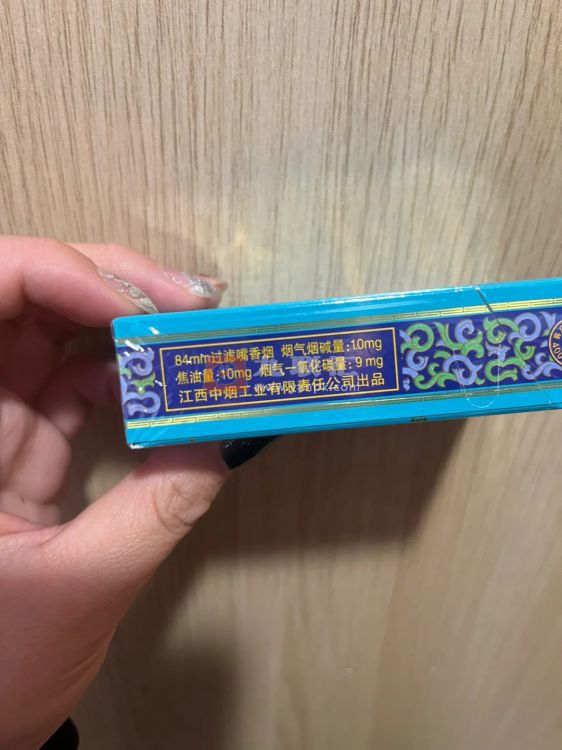 84mm过滤嘴香烟 烟气烟碱量:10mg
焦油量:10mg 烟气一氧化碳量:9mg
江西中烟工业有限责任公司出品